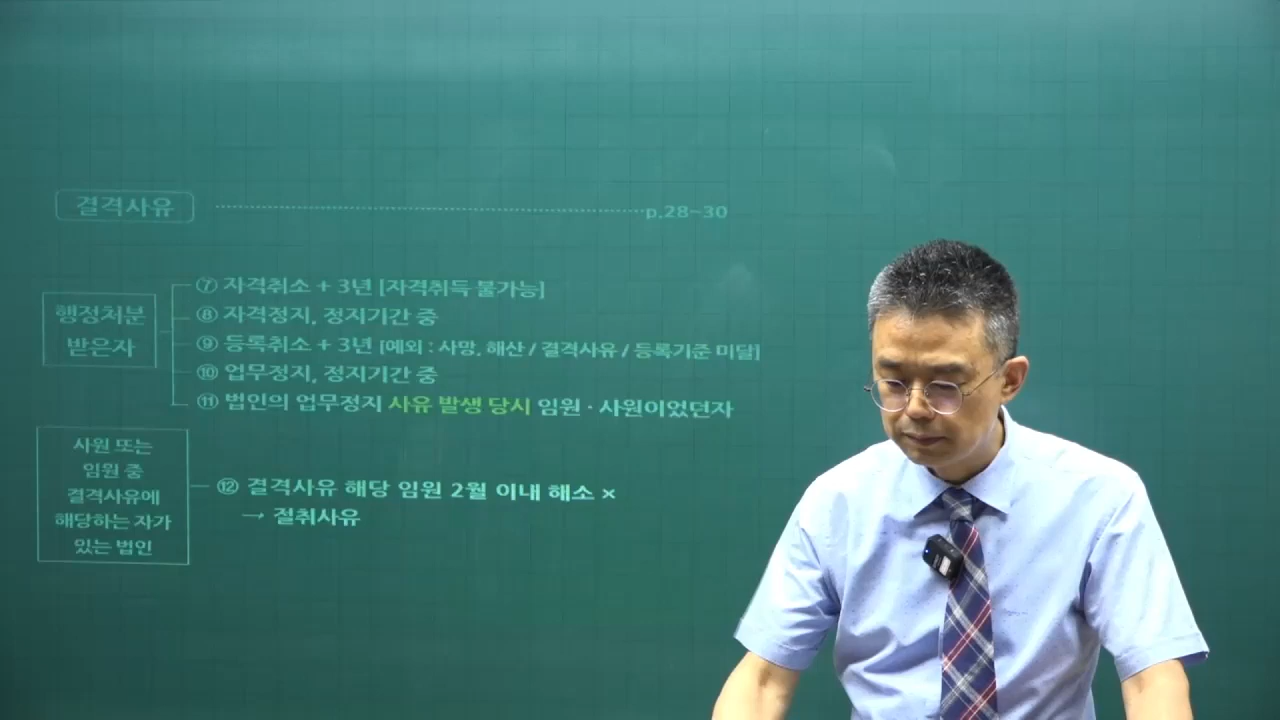 결격사유 p.28~30
행정처분
받은자
⑦ 자격취소 + 3년 [자격취득 불가능]
⑧ 자격정지, 정지기간 중
⑨ 등록취소 + 3년 [예외 : 사망, 해산 / 결격사유 / 등록기준 미달]
⑩ 업무정지, 정지기간 중
⑪ 법인의 업무정지 사유 발생 당시 임원 · 사원이었던자
사원 또는
임원 중
결격사유에
해당하는 자가
있는 법인
⑫ 결격사유 해당 임원 2월 이내 해소 ×
→ 절취사유